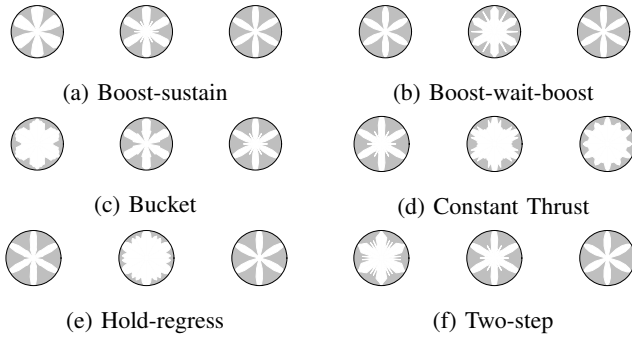 (a) Boost-sustain
(b) Boost-wait-boost
(c) Bucket
(d) Constant Thrust
(e) Hold-regress
(f) Two-step